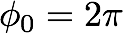 ϕ₀ = 2π